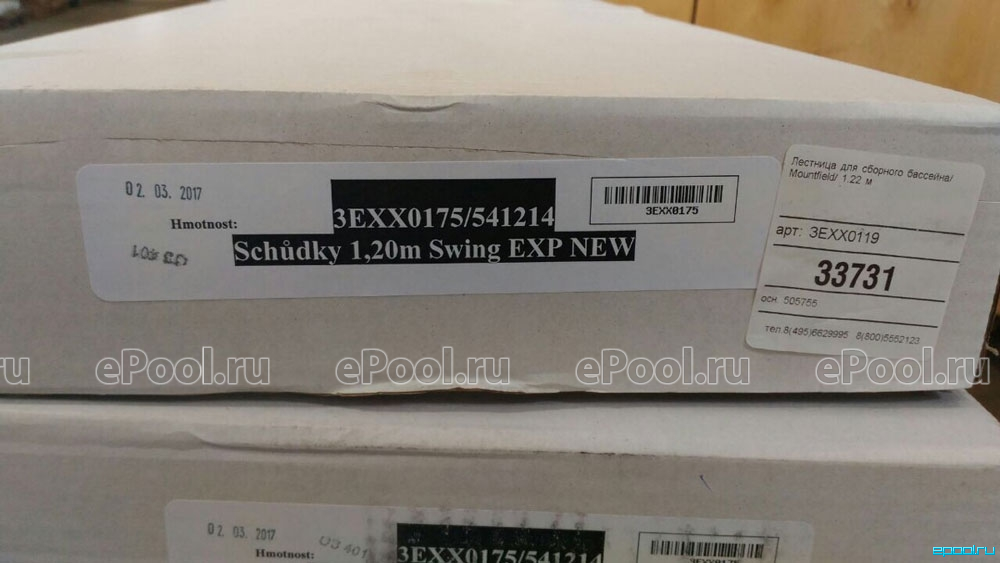 02. 03. 2017
Hmotnost:
3EXX0175/541214
Schůdky 1,20m Swing EXP NEW
3EXX0175
Лестница для сборного бассейна/
Mountfield/ 1.22 м
арт: 3EXX0119
33731
осн. 505755
тел.8(495)6629995 8(800)5552123
.ru ePool.ru ePool.ru ePool.ru ePool.ru
02. 03. 2017
03 401
Hmotnost:
3EXX0175/541214
epool.ru